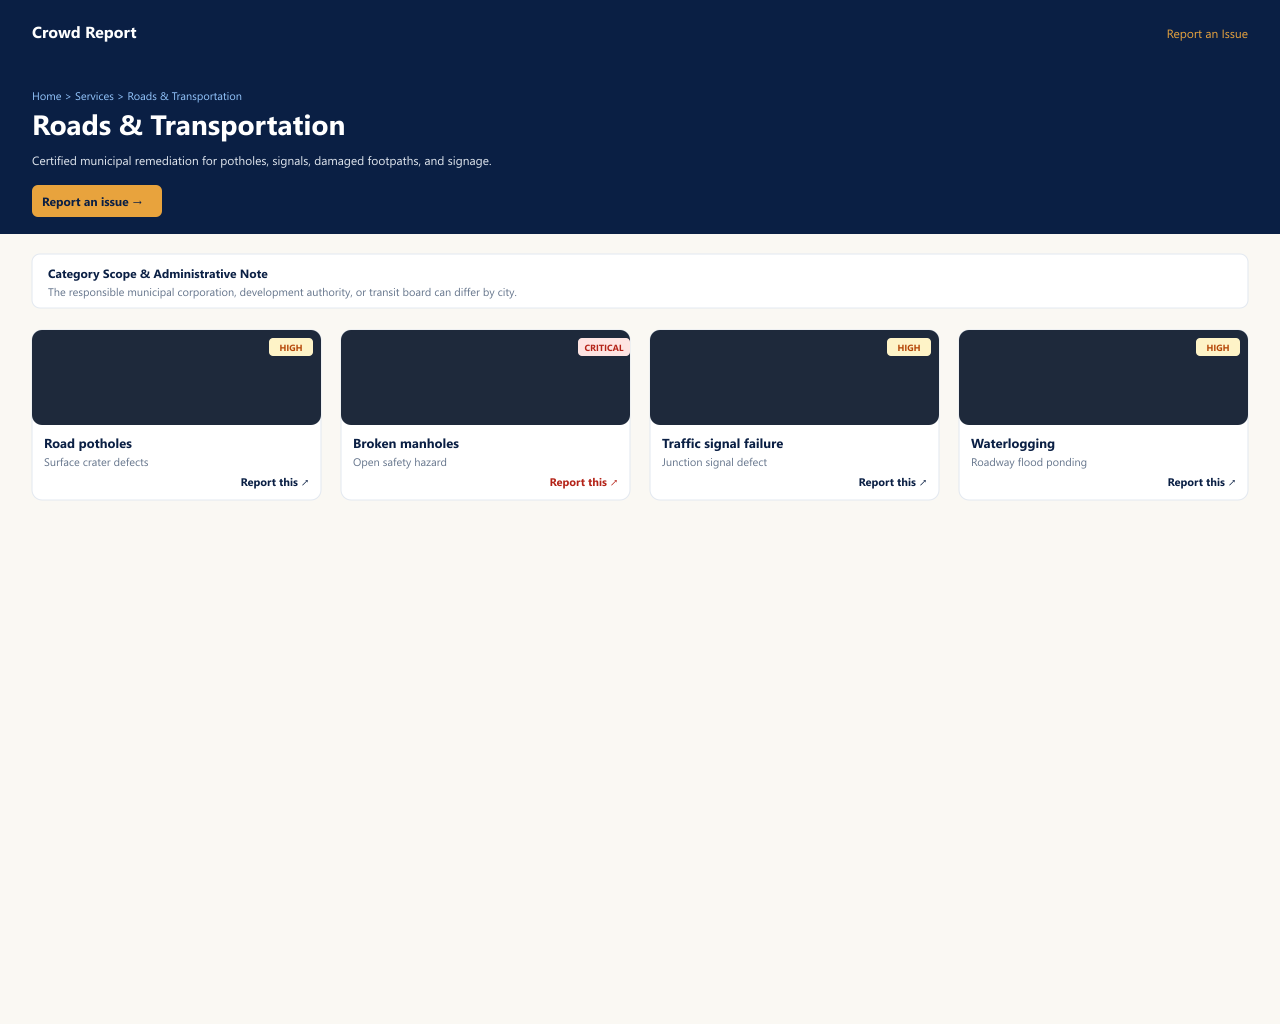 Crowd Report
Report an Issue
Home > Services > Roads & Transportation
Roads & Transportation
Certified municipal remediation for potholes, signals, damaged footpaths, and signage.
Report an issue →
Category Scope & Administrative Note
The responsible municipal corporation, development authority, or transit board can differ by city.
HIGH
Road potholes
Surface crater defects
Report this ↗
CRITICAL
Broken manholes
Open safety hazard
Report this ↗
HIGH
Traffic signal failure
Junction signal defect
Report this ↗
HIGH
Waterlogging
Roadway flood ponding
Report this ↗